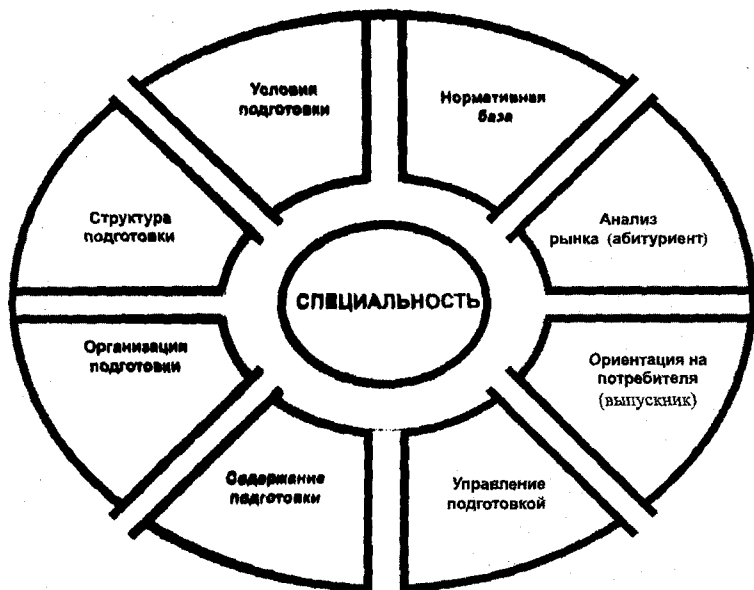 Условия
подготовки
Нормативная
база
Структура
подготовки
Анализ
рынка (абитуриент)
СПЕЦИАЛЬНОСТЬ
Организация
подготовки
Ориентация на
потребителя
(выпускник)
Содержание
подготовки
Управление
подготовкой